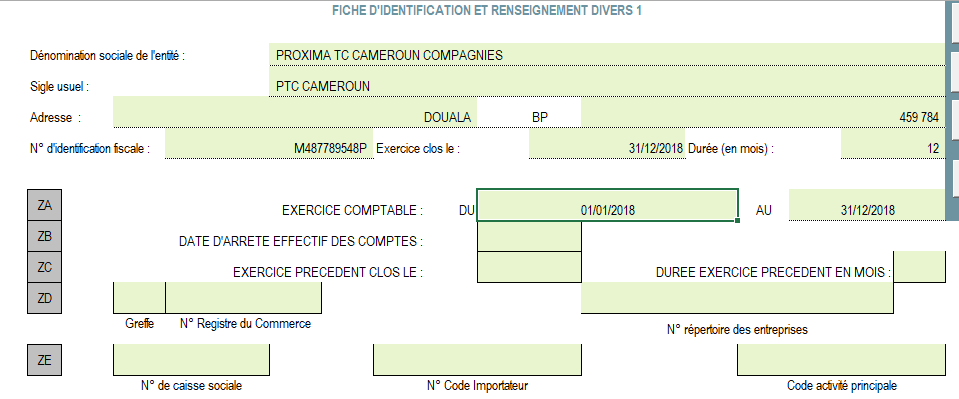 FICHE D'IDENTIFICATION ET RENSEIGNEMENT DIVERS 1
Dénomination sociale de l'entité : PROXIMA TC CAMEROUN COMPAGNIES
Sigle usuel : PTC CAMEROUN
Adresse : DOUALA BP 459 784
N° d'identification fiscale : M487789548P Exercice clos le : 31/12/2018 Durée (en mois) : 12
ZA EXERCICE COMPTABLE : DU 01/01/2018 AU 31/12/2018
ZB DATE D'ARRETE EFFECTIF DES COMPTES :
ZC EXERCICE PRECEDENT CLOS LE : DUREE EXERCICE PRECEDENT EN MOIS :
ZD
Greffe N° Registre du Commerce N° répertoire des entreprises
ZE
N° de caisse sociale N° Code Importateur Code activité principale